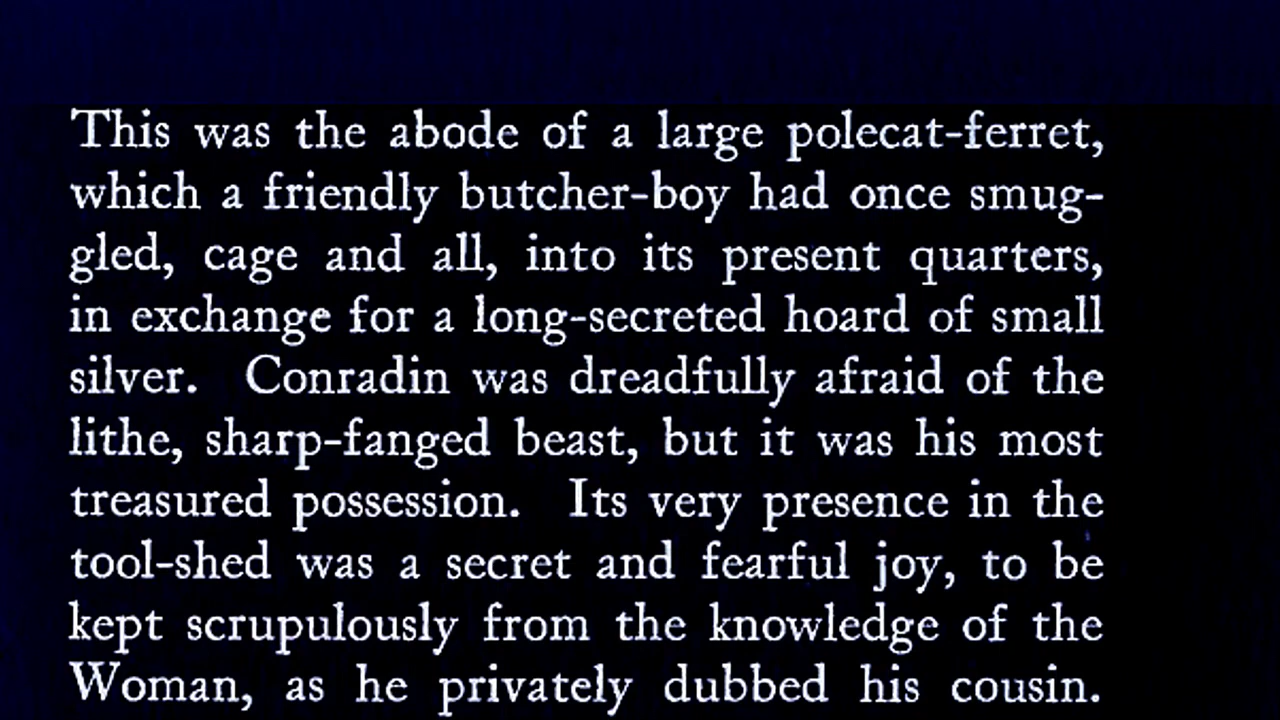 This was the abode of a large polecat-ferret,
which a friendly butcher-boy had once smug-
gled, cage and all, into its present quarters,
in exchange for a long-secreted hoard of small
silver. Conradin was dreadfully afraid of the
lithe, sharp-fanged beast, but it was his most
treasured possession. Its very presence in the
tool-shed was a secret and fearful joy, to be
kept scrupulously from the knowledge of the
Woman, as he privately dubbed his cousin.